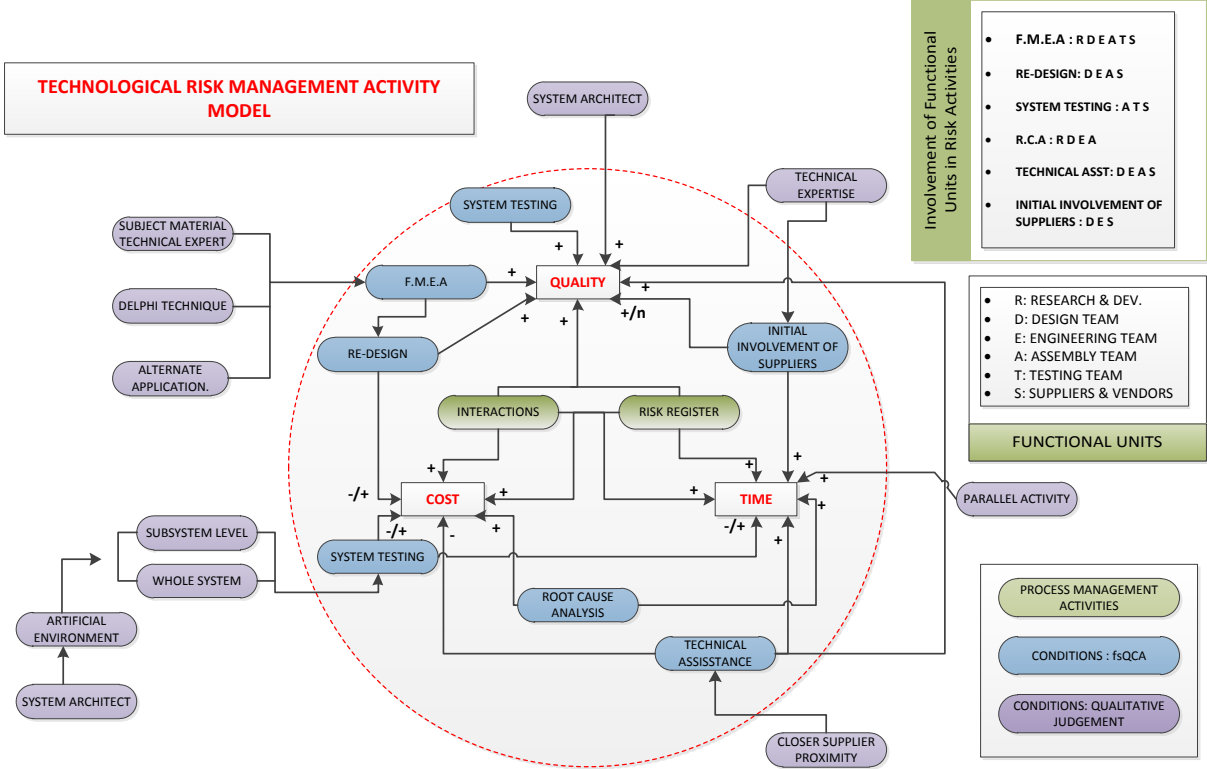 TECHNOLOGICAL RISK MANAGEMENT ACTIVITY
MODEL
Involvement of Functional
Units in Risk Activities
F.M.E.A : R D E A T S
RE-DESIGN: D E A S
SYSTEM TESTING : A T S
R.C.A : R D E A
TECHNICAL ASST: D E A S
INITIAL INVOLVEMENT OF
SUPPLIERS : D E S
R: RESEARCH & DEV.
D: DESIGN TEAM
E: ENGINEERING TEAM
A: ASSEMBLY TEAM
T: TESTING TEAM
S: SUPPLIERS & VENDORS
FUNCTIONAL UNITS
SYSTEM ARCHITECT
TECHNICAL
EXPERTISE
SYSTEM TESTING
SUBJECT MATERIAL
TECHNICAL EXPERT
+
+
+
F.M.E.A
+
QUALITY
+
DELPHI TECHNIQUE
+
+
+/n
RE-DESIGN
INITIAL
INVOLVEMENT OF
SUPPLIERS
ALTERNATE
APPLICATION.
INTERACTIONS
RISK REGISTER
+
+
+
+
-/+
COST
+
+
TIME
+
PARALLEL ACTIVITY
-/+
-
+
-/+
+
SUBSYSTEM LEVEL
SYSTEM TESTING
WHOLE SYSTEM
ROOT CAUSE
ANALYSIS
ARTIFICIAL
ENVIRONMENT
TECHNICAL
ASSISSTANCE
SYSTEM ARCHITECT
CLOSER SUPPLIER
PROXIMITY
PROCESS MANAGEMENT
ACTIVITIES
CONDITIONS : fsQCA
CONDITIONS: QUALITATIVE
JUDGEMENT